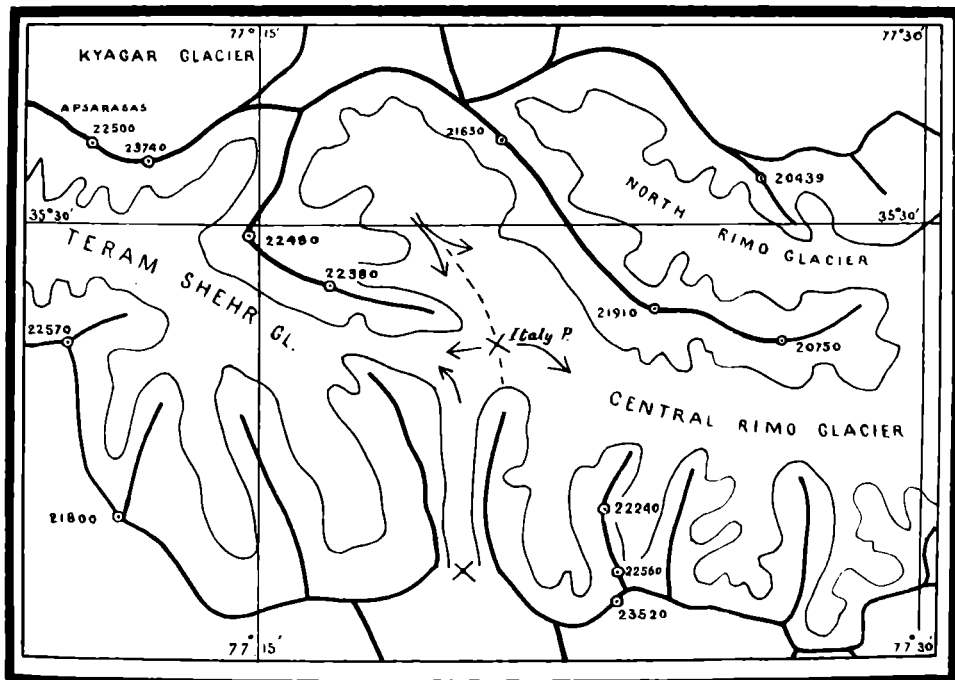 77° 15'
77° 30'
KYAGAR GLACIER
APSARASAS
22500
23740
21630
20439
NORTH
RIMO GLACIER
35° 30'
35° 30'
TERAM
SHEHR
GL.
22480
22380
22570
Italy P.
21910
20750
CENTRAL RIMO GLACIER
21800
22240
22560
23520
77° 15'
77° 30'